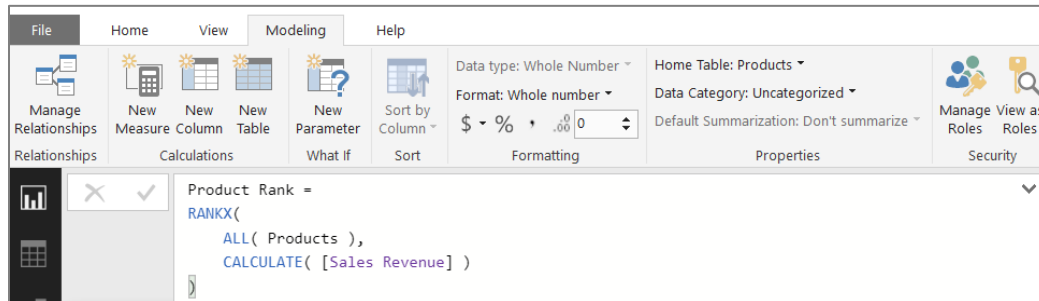 File Home View Modeling Help
Manage Relationships
New Measure
New Column
New Table
New Parameter
Sort by Column
Data type: Whole Number
Format: Whole number
$ % , .00 0
Home Table: Products
Data Category: Uncategorized
Default Summarization: Don't summarize
Manage Roles
View as Roles
Relationships Calculations What If Sort Formatting Properties Security
Product Rank =
RANKX(
ALL( Products ),
CALCULATE( [Sales Revenue] )
)